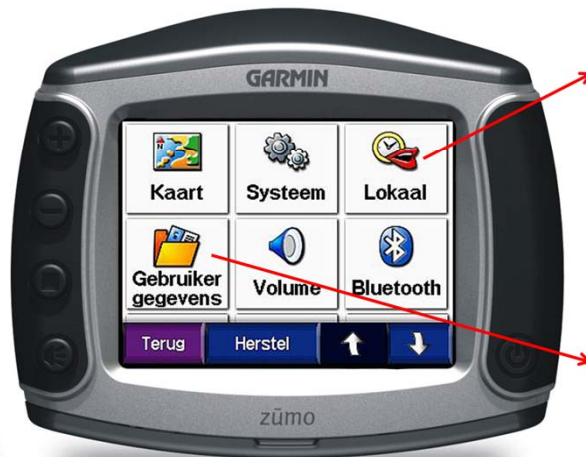 GARMIN
Kaart Systeem Lokaal
Gebruiker
gegevens Volume Bluetooth
Terug Herstel
zūmo